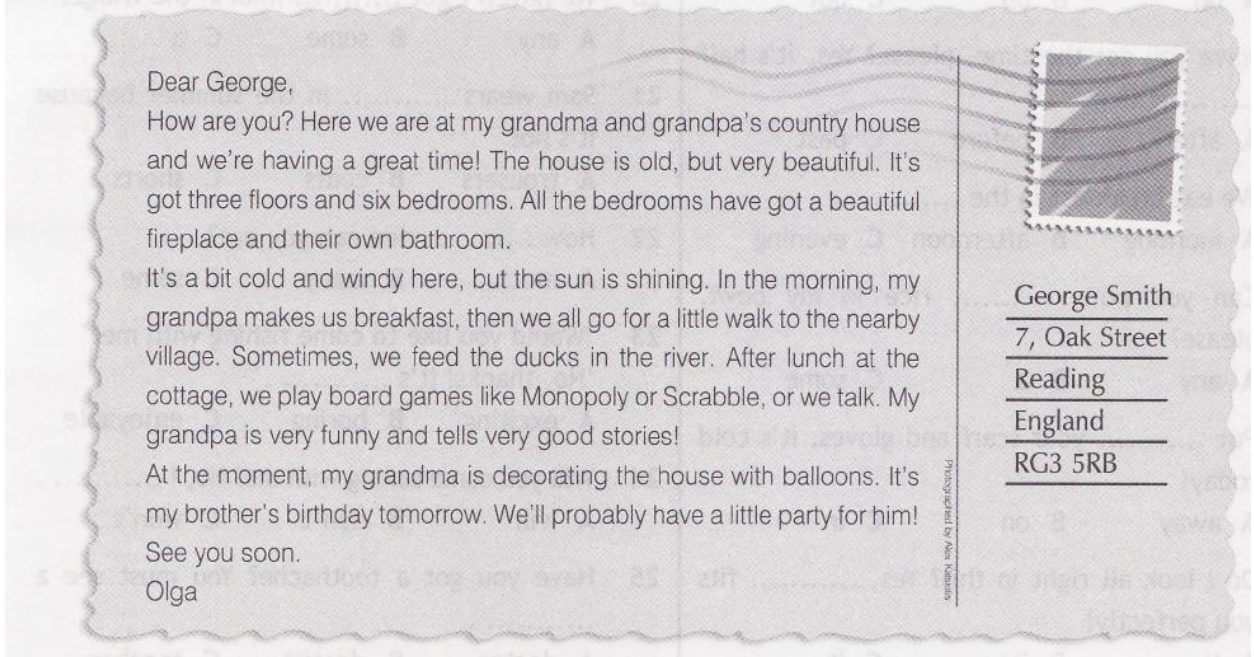 Dear George,
How are you? Here we are at my grandma and grandpa's country house
and we're having a great time! The house is old, but very beautiful. It's
got three floors and six bedrooms. All the bedrooms have got a beautiful
fireplace and their own bathroom.
It's a bit cold and windy here, but the sun is shining. In the morning, my
grandpa makes us breakfast, then we all go for a little walk to the nearby
village. Sometimes, we feed the ducks in the river. After lunch at the
cottage, we play board games like Monopoly or Scrabble, or we talk. My
grandpa is very funny and tells very good stories!
At the moment, my grandma is decorating the house with balloons. It's
my brother's birthday tomorrow. We'll probably have a little party for him!
See you soon.
Olga
Photographed by Alex
George Smith
7, Oak Street
Reading
England
RG3 5RB